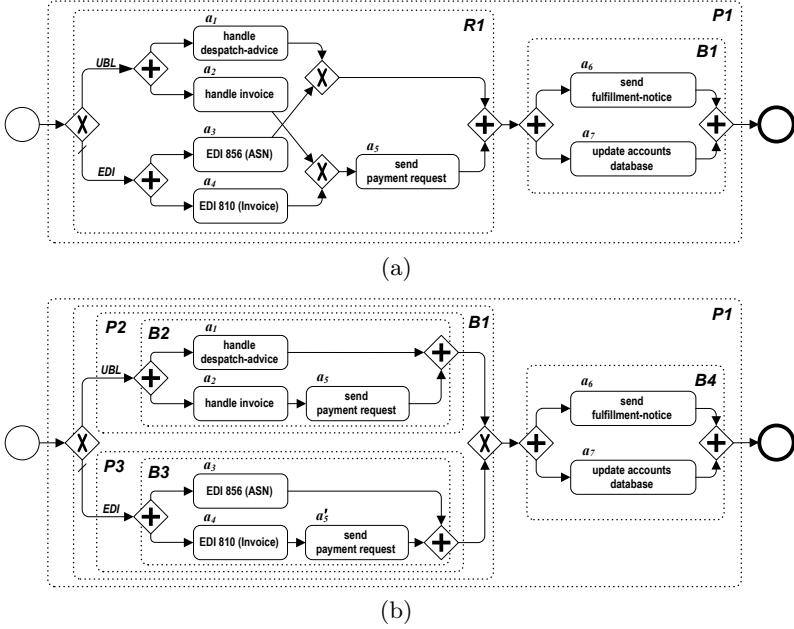 P1
R1
B1
a1
handle
despatch-advice
UBL
a2
handle invoice
a3
EDI 856 (ASN)
a4
EDI 810 (Invoice)
EDI
a5
send
payment request
a6
send
fulfillment-notice
a7
update accounts
database
(a)
P1
B1
P2
B2
a1
handle
despatch-advice
UBL
a2
handle invoice
a5
send
payment request
P3
B3
a3
EDI 856 (ASN)
EDI
a4
EDI 810 (Invoice)
a5'
send
payment request
B4
a6
send
fulfillment-notice
a7
update accounts
database
(b)